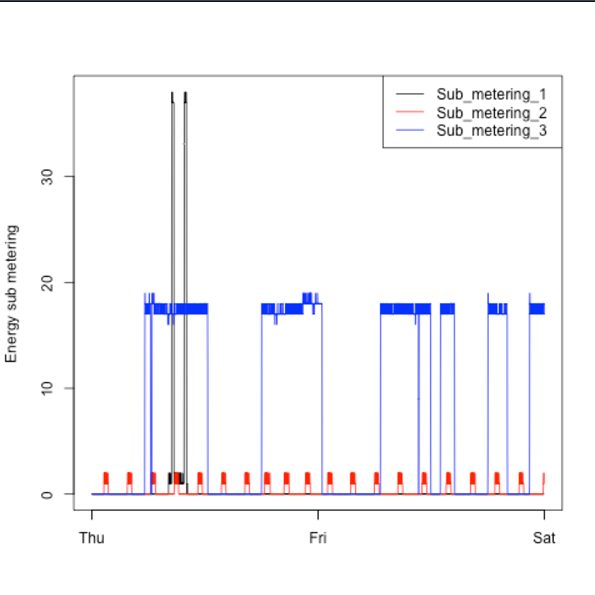 Sub_metering_1
Sub_metering_2
Sub_metering_3
Energy sub metering
30
20
10
0
Thu Fri Sat